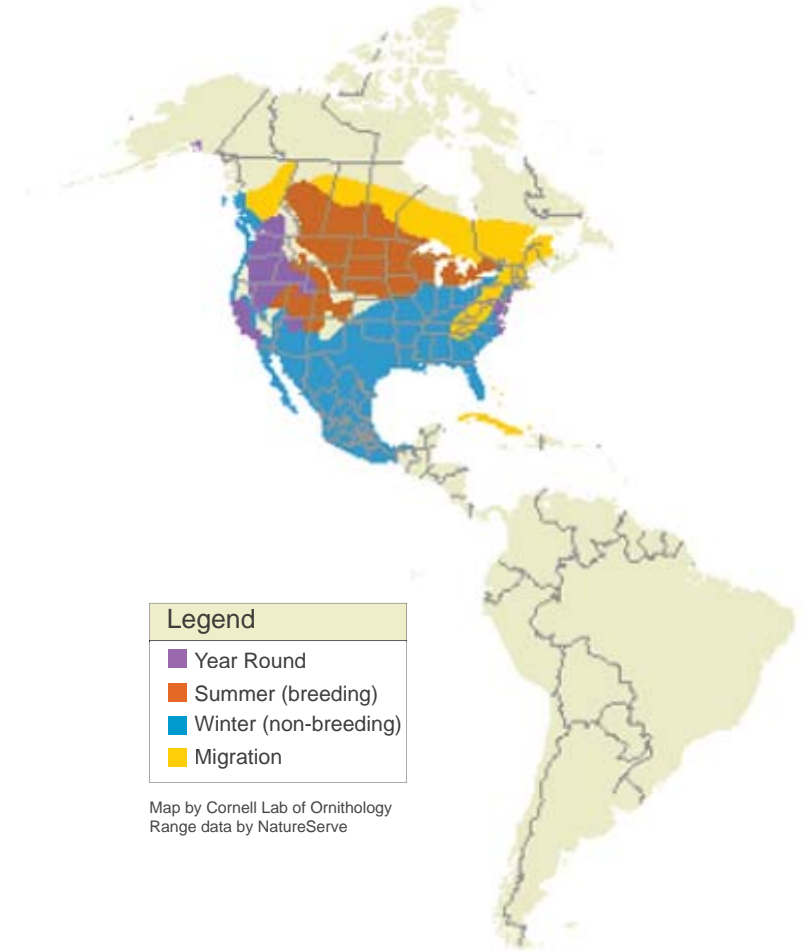 Legend
Year Round
Summer (breeding)
Winter (non-breeding)
Migration
Map by Cornell Lab of Ornithology
Range data by NatureServe